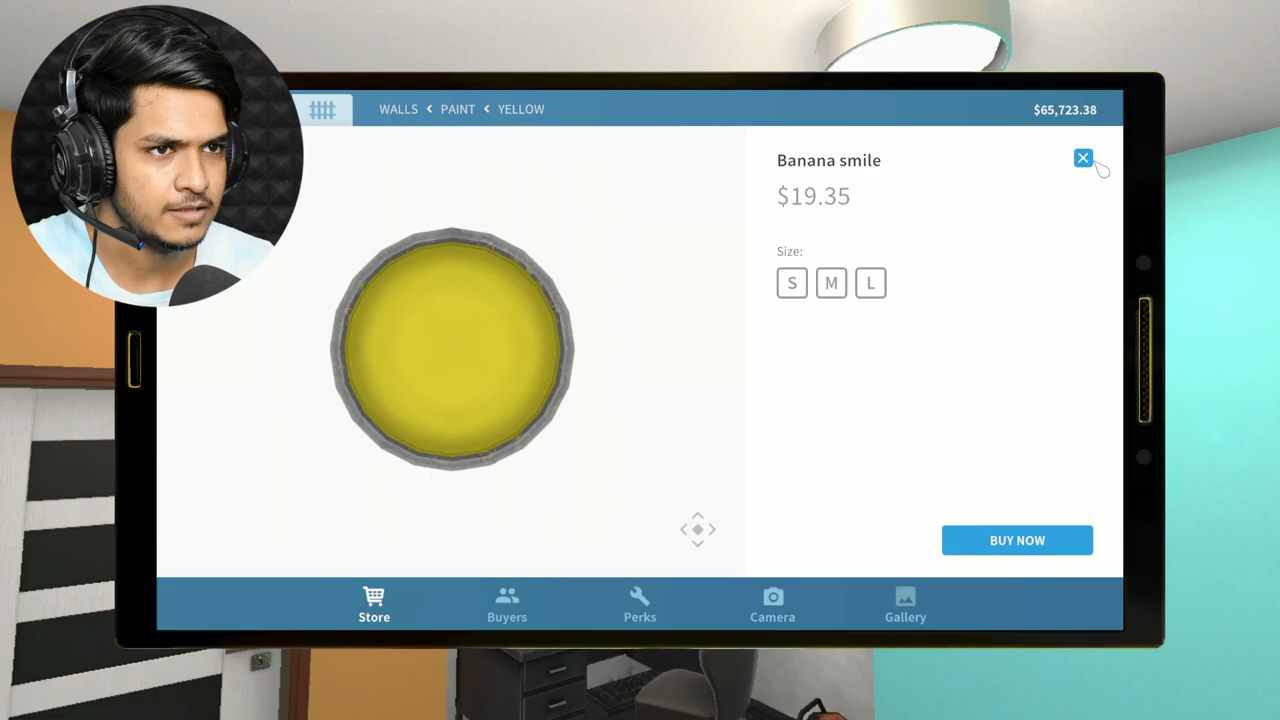 WALLS < PAINT < YELLOW
$65,723.38
Banana smile
$19.35
Size:
S M L
BUY NOW
Store Buyers Perks Camera Gallery